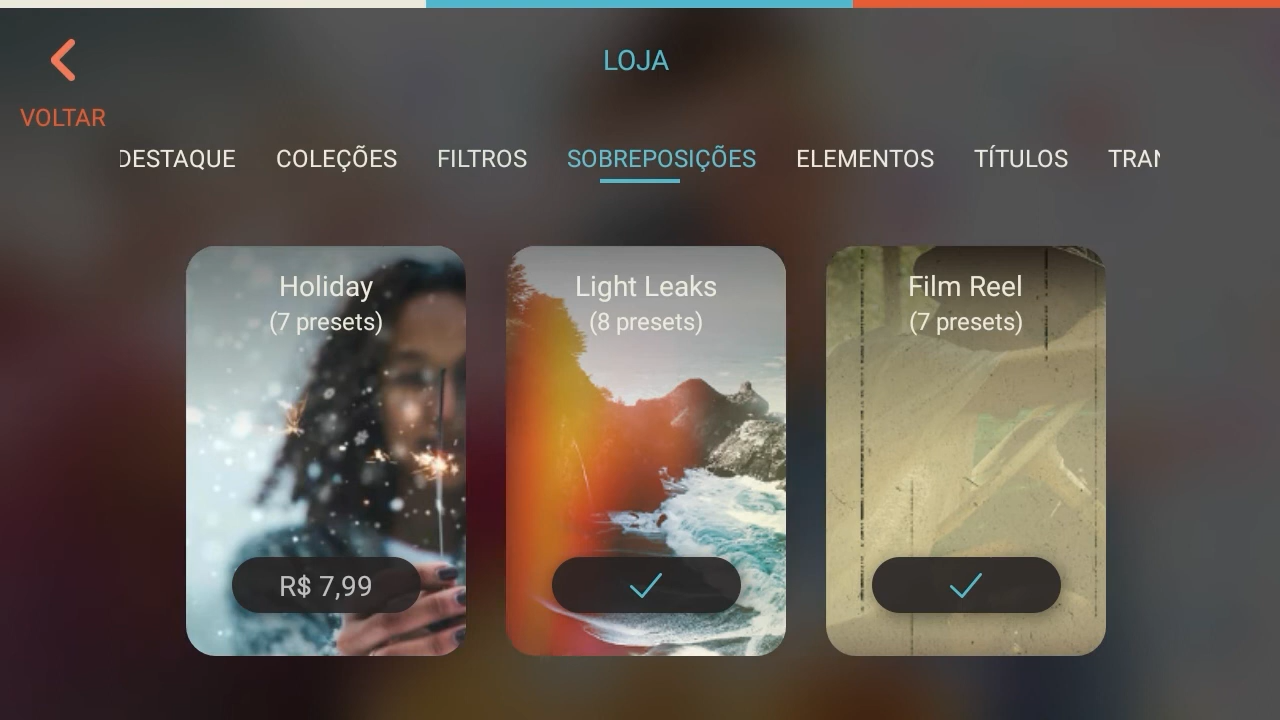 LOJA
VOLTAR
DESTAQUE COLEÇÕES FILTROS SOBREPOSIÇÕES ELEMENTOS TÍTULOS TRAN
Holiday
(7 presets)
Light Leaks
(8 presets)
Film Reel
(7 presets)
R$ 7,99